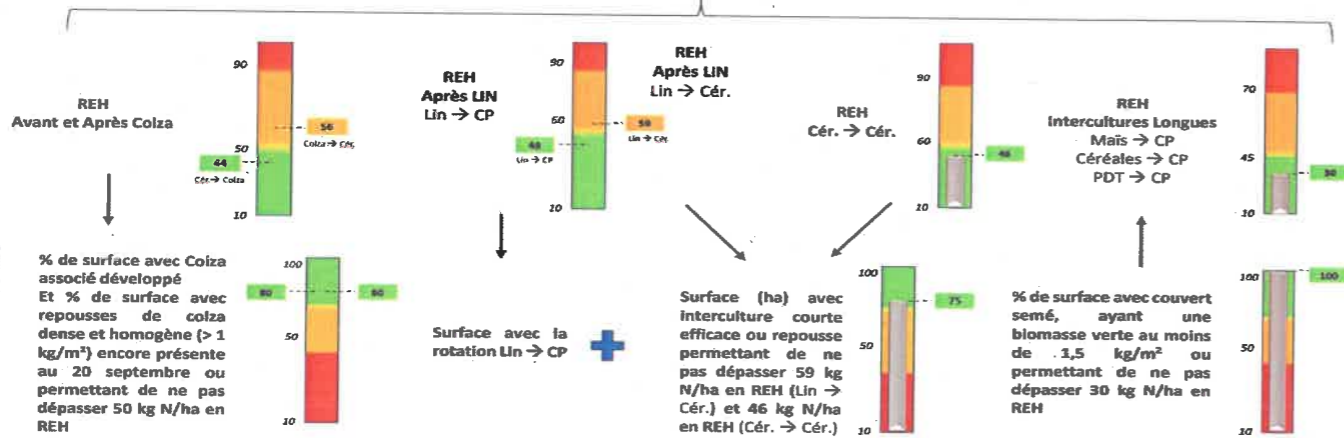 REH
Avant et Après Colza
90
50
10
56
Colza → Cér.
44
Cér. → Colza
REH
Après LIN
Lin → CP
90
60
10
48
Lin → CP
59
Lin → Cér.
REH
Après LIN
Lin → Cér.
REH
Cér. → Cér.
90
60
10
46
REH
Intercultures Longues
Maïs → CP
Céréales → CP
PDT → CP
70
45
10
30
% de surface avec Colza
associé développé
Et % de surface avec
repousses de colza
dense et homogène (> 1
kg/m²) encore présente
au 20 septembre ou
permettant de ne pas
dépasser 50 kg N/ha en
REH
100
80
80
50
10
Surface avec la
rotation Lin → CP
Surface (ha) avec
interculture courte
efficace ou repousse
permettant de ne
pas dépasser 59 kg
N/ha en REH (Lin →
Cér.) et 46 kg N/ha
en REH (Cér. → Cér.)
100
75
50
10
% de surface avec couvert
semé, ayant une
biomasse verte au moins
de 1,5 kg/m² ou
permettant de ne pas
dépasser 30 kg N/ha en
REH
100
100
50
10